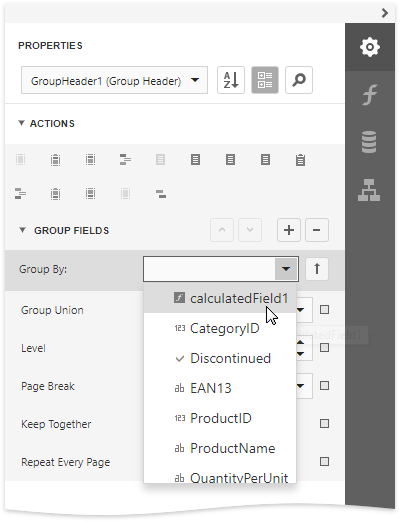 PROPERTIES
GroupHeader1 (Group Header)
A
Z
ACTIONS
GROUP FIELDS
Group By:
calculatedField1
Group Union
123 CategoryID
Level
Discontinued
Page Break
ab EAN13
123 ProductID
Keep Together
ab ProductName
Repeat Every Page
ab QuantityPerUnit